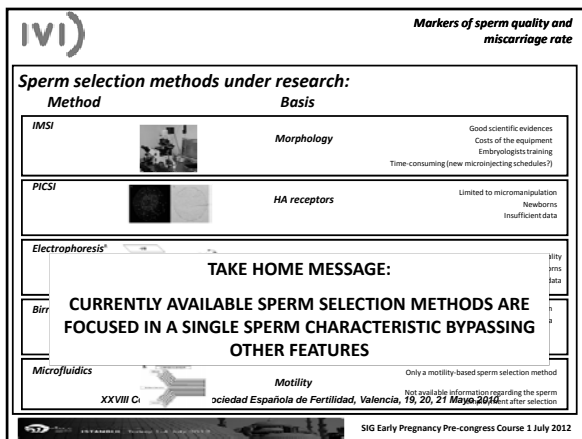 IVI
Markers of sperm quality and
miscarriage rate
Sperm selection methods under research:
Method Basis
IMSI
Morphology
Good scientific evidences
Costs of the equipment
Embryologists training
Time-consuming (new microinjecting schedules?)
PICSI
HA receptors
Limited to micromanipulation
Newborns
Insufficient data
Electrophoresis
TAKE HOME MESSAGE:
CURRENTLY AVAILABLE SPERM SELECTION METHODS ARE
FOCUSED IN A SINGLE SPERM CHARACTERISTIC BYPASSING
OTHER FEATURES
Microfluidics
Motility
Only a motility-based sperm selection method
Not available information regarding the sperm
after selection
XXVIII ociedad Española de Fertilidad, Valencia, 19, 20, 21 Mayo 2010
SIG Early Pregnancy Pre-congress Course 1 July 2012